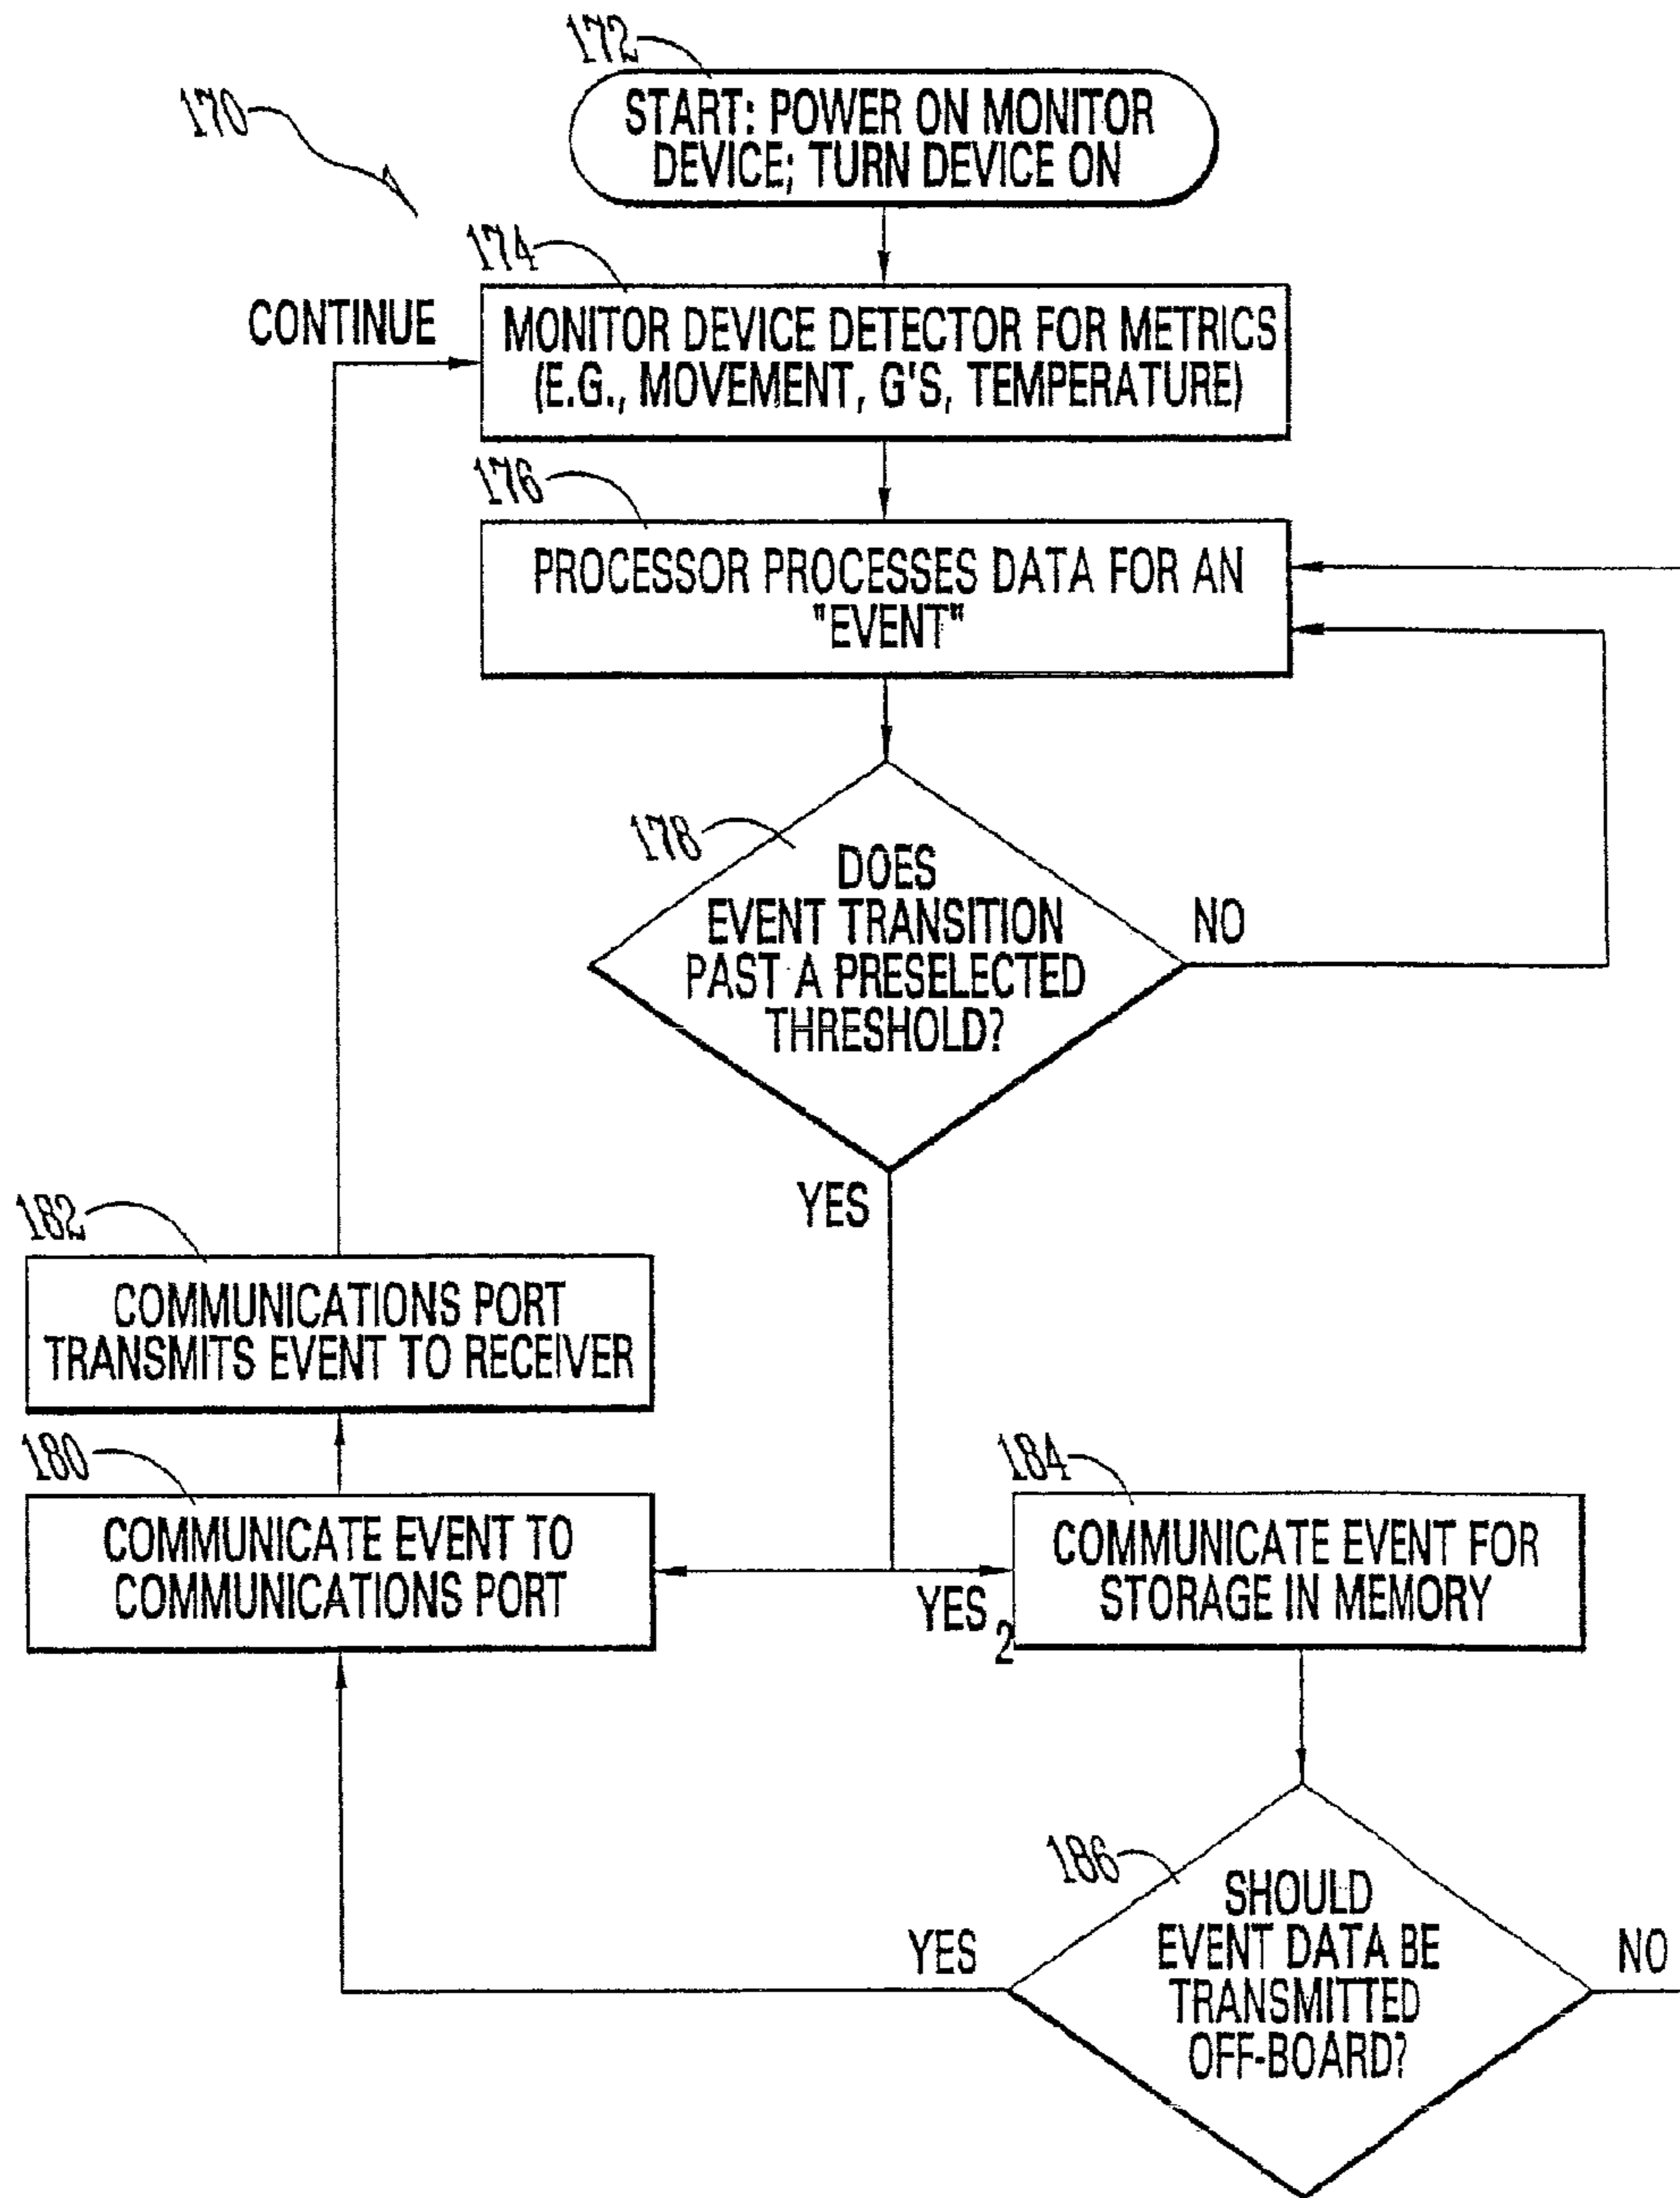 172
170
START: POWER ON MONITOR
DEVICE; TURN DEVICE ON
174
CONTINUE
MONITOR DEVICE DETECTOR FOR METRICS
(E.G., MOVEMENT, G'S, TEMPERATURE)
176
PROCESSOR PROCESSES DATA FOR AN
"EVENT"
178
DOES
EVENT TRANSITION
PAST A PRESELECTED
THRESHOLD?
NO
YES
182
COMMUNICATIONS PORT
TRANSMITS EVENT TO RECEIVER
180
COMMUNICATE EVENT TO
COMMUNICATIONS PORT
184
COMMUNICATE EVENT FOR
STORAGE IN MEMORY
YES 2
186
SHOULD
EVENT DATA BE
TRANSMITTED
OFF-BOARD?
YES
NO